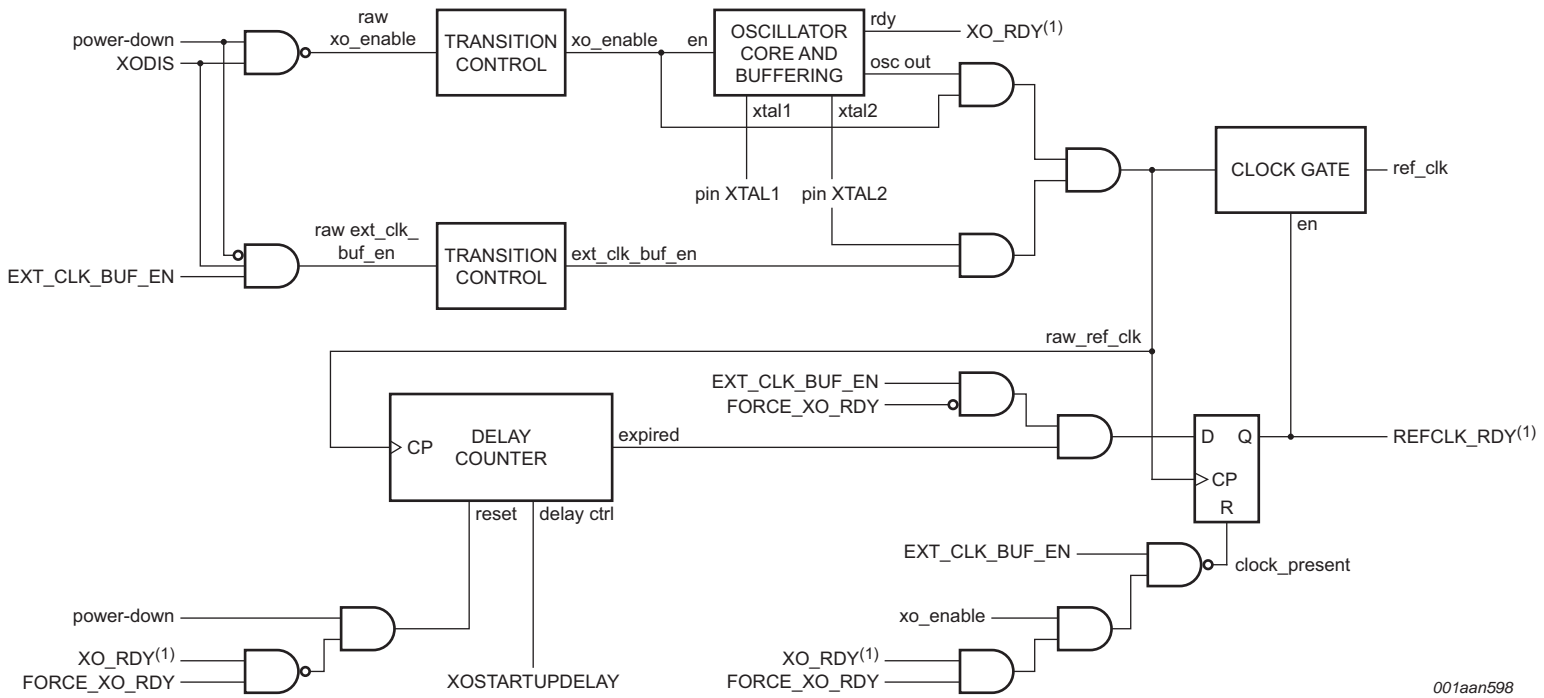 power-down
XODIS
raw
xo_enable
TRANSITION
CONTROL
xo_enable
en
OSCILLATOR
CORE AND
BUFFERING
rdy
XO_RDY(1)
osc out
xtal1
xtal2
pin XTAL1
pin XTAL2
CLOCK GATE
ref_clk
en
EXT_CLK_BUF_EN
raw ext_clk_
buf_en
TRANSITION
CONTROL
ext_clk_buf_en
raw_ref_clk
EXT_CLK_BUF_EN
FORCE_XO_RDY
CP
DELAY
COUNTER
expired
reset
delay ctrl
D
Q
CP
R
REFCLK_RDY(1)
EXT_CLK_BUF_EN
clock_present
power-down
XO_RDY(1)
FORCE_XO_RDY
XOSTARTUPDELAY
xo_enable
XO_RDY(1)
FORCE_XO_RDY
001aan598